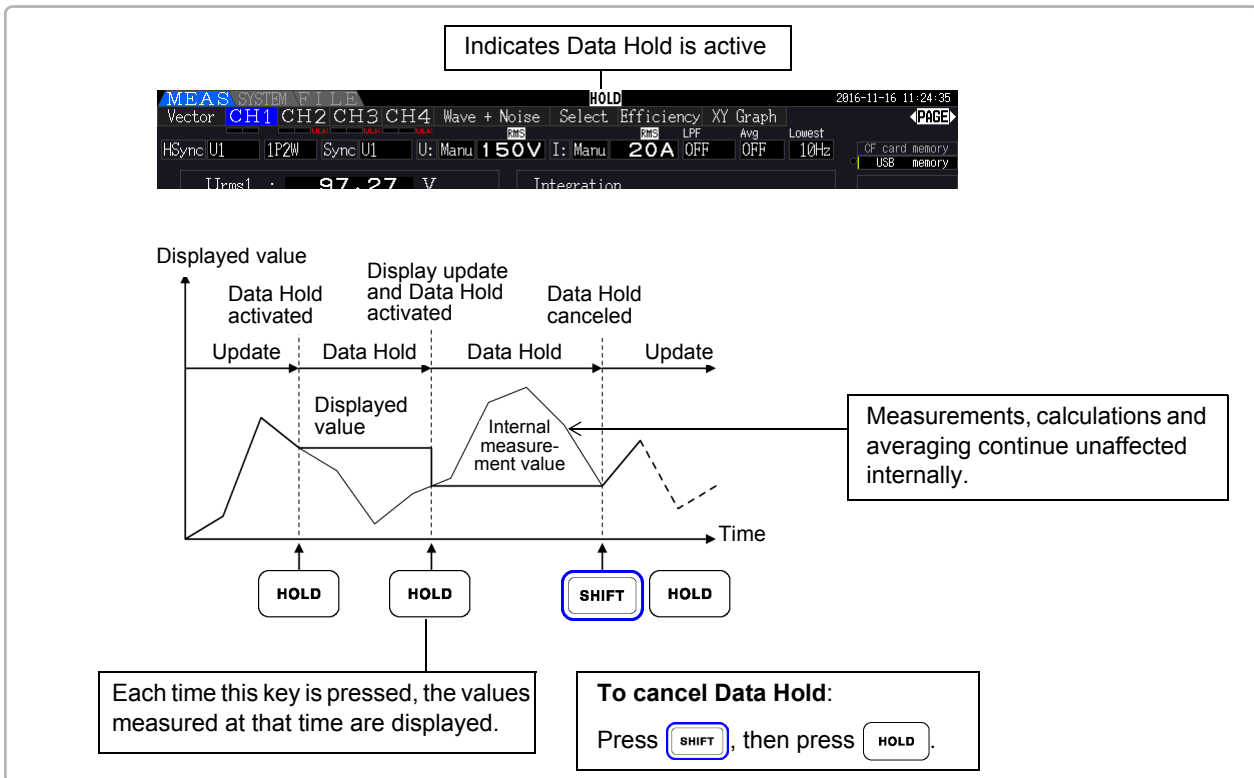 Indicates Data Hold is active
MEAS SYSTEM FILE HOLD 2016-11-16 11:24:35
Vector CH1 CH2 CH3 CH4 Wave + Noise Select Efficiency XY Graph PAGE
RMS RMS LPF Avg Lowest
HSync U1 1P2W Sync U1 U: Manu 150V I: Manu 20A OFF OFF 10Hz CF card memory
USB memory
Urms1 : 97.27 V Integration
Displayed value
Data Hold
activated
Display update
and Data Hold
activated
Data Hold
canceled
Update
Data Hold
Data Hold
Update
Displayed
value
Internal
measure-
ment value
Measurements, calculations and
averaging continue unaffected
internally.
Time
HOLD
HOLD
SHIFT
HOLD
Each time this key is pressed, the values
measured at that time are displayed.
To cancel Data Hold:
Press SHIFT, then press HOLD.